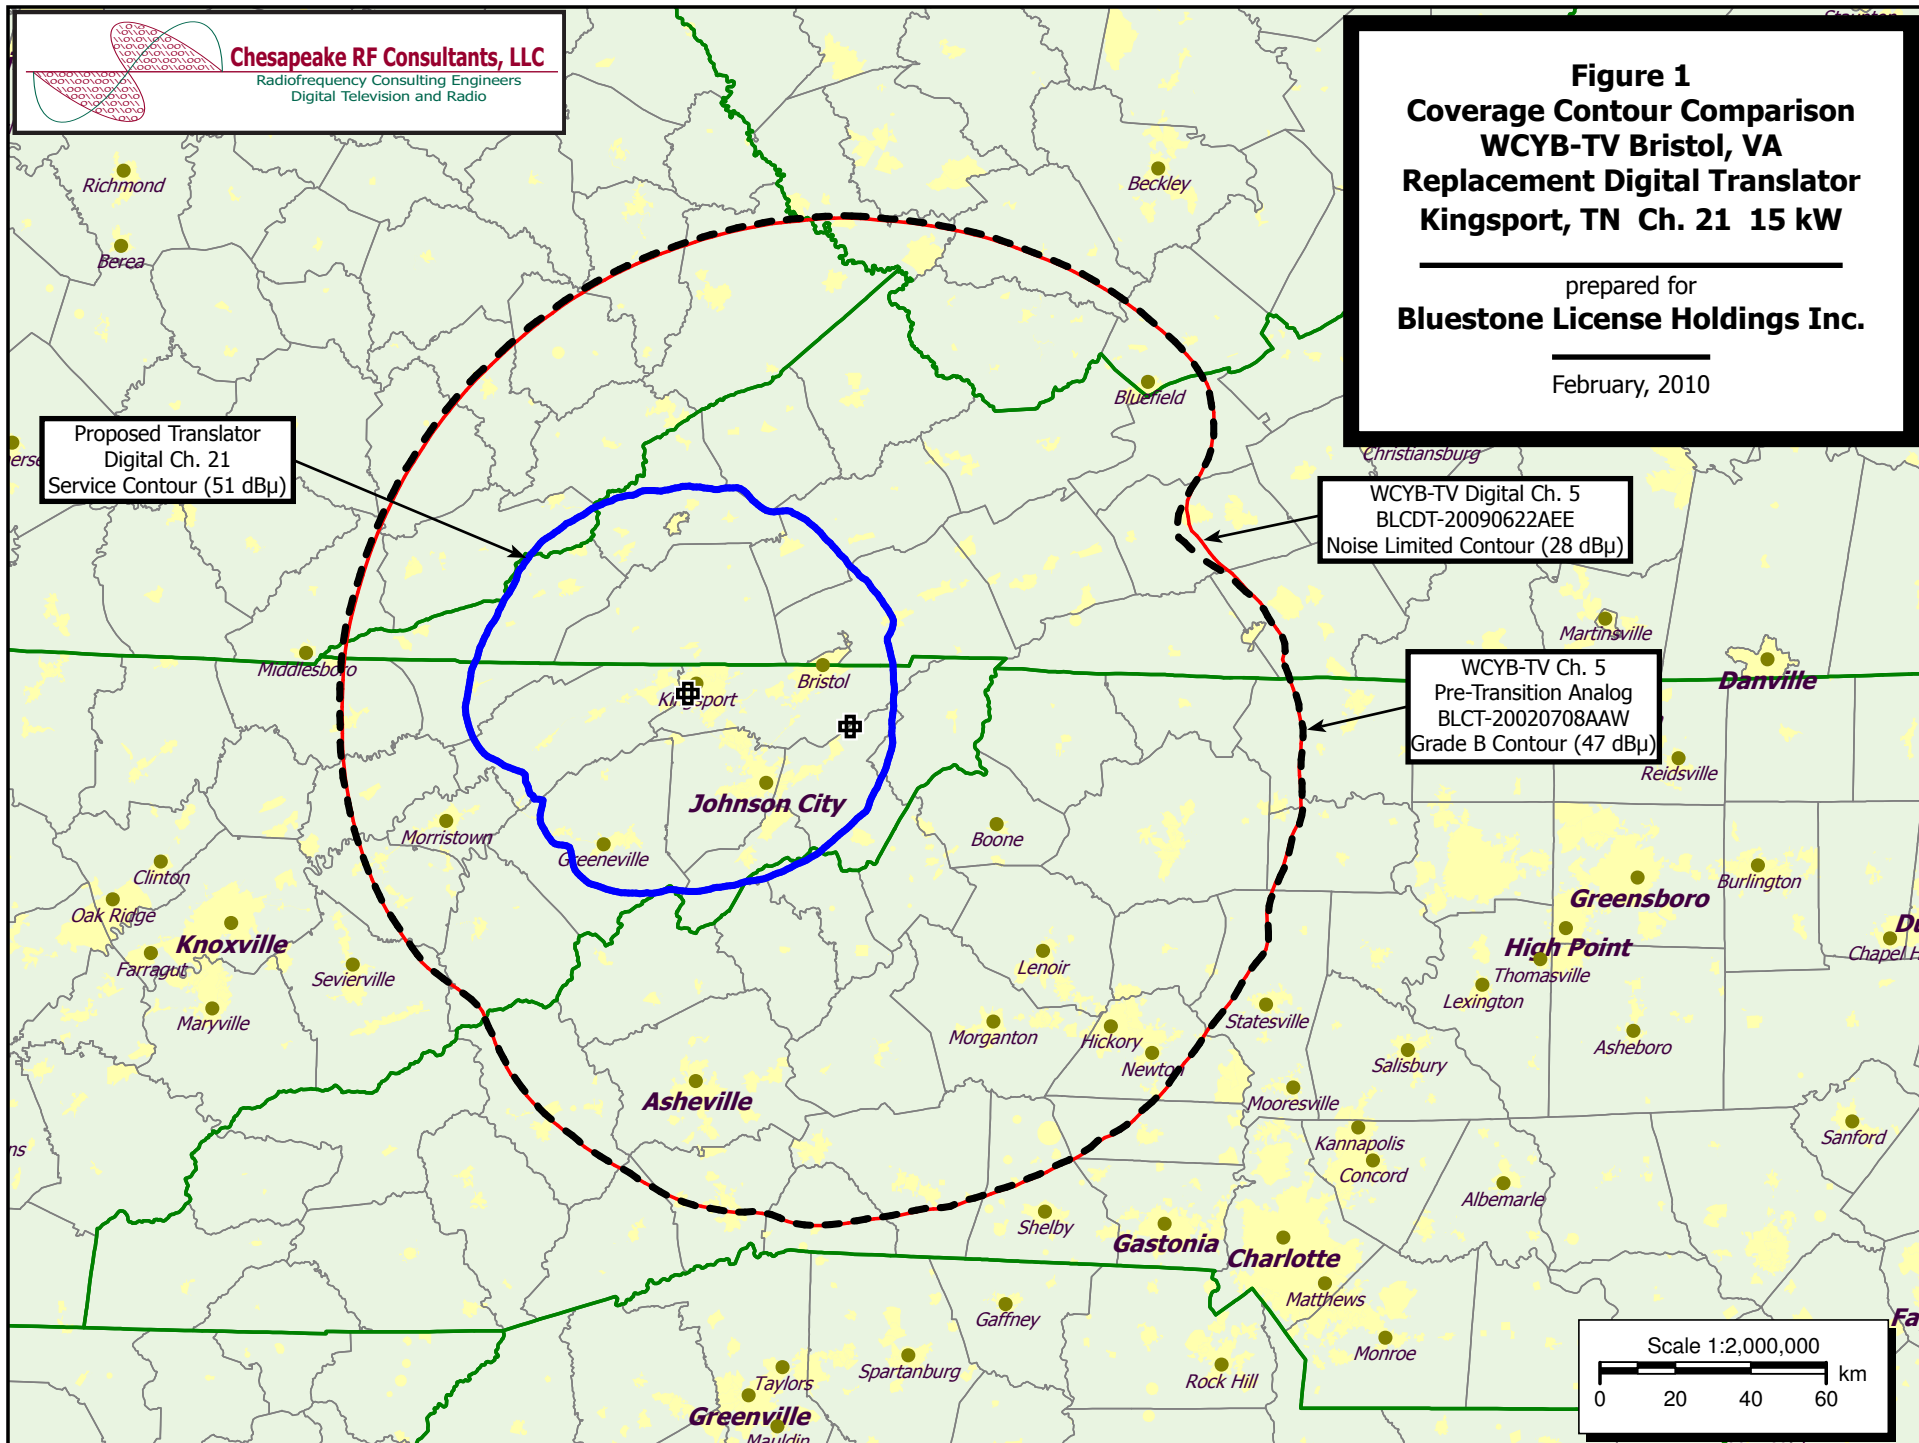 Chesapeake RF Consultants, LLC
Radiofrequency Consulting Engineers
Digital Television and Radio
Figure 1
Coverage Contour Comparison
WCYB-TV Bristol, VA
Replacement Digital Translator
Kingsport, TN Ch. 21 15 kW
prepared for
Bluestone License Holdings Inc.
February, 2010
Richmond
Berea
Beckley
Bluefield
Christiansburg
Proposed Translator
Digital Ch. 21
Service Contour (51 dBµ)
WCYB-TV Digital Ch. 5
BLCDT-20090622AEE
Noise Limited Contour (28 dBµ)
WCYB-TV Ch. 5
Pre-Transition Analog
BLCT-20020708AAW
Grade B Contour (47 dBµ)
Middlesboro
Kingsport
Bristol
Martinsville
Danville
Reidsville
Johnson City
Morristown
Greeneville
Boone
Clinton
Oak Ridge
Knoxville
Farragut
Sevierville
Maryville
Lenoir
Morganton
Hickory
Newton
Statesville
Greensboro
Burlington
High Point
Thomasville
Lexington
Chapel H
Asheboro
Salisbury
Asheville
Mooresville
Kannapolis
Concord
Albemarle
Sanford
Shelby
Gastonia
Charlotte
Matthews
Monroe
Gaffney
Spartanburg
Rock Hill
Taylors
Greenville
Mauldin
Fa
Scale 1:2,000,000
0 20 40 60 km